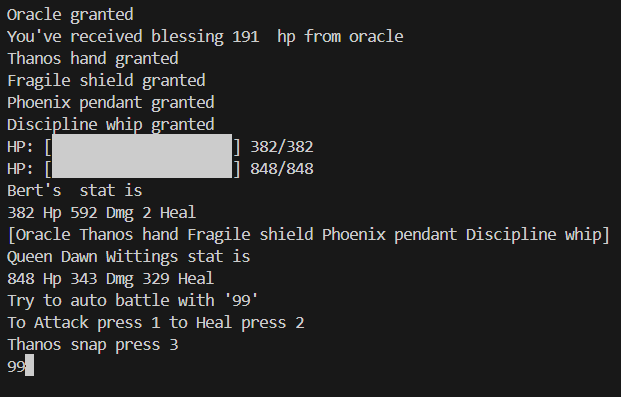 Oracle granted
You've received blessing 191  hp from oracle
Thanos hand granted
Fragile shield granted
Phoenix pendant granted
Discipline whip granted
HP: [██████████████████] 382/382
HP: [██████████████████] 848/848
Bert's  stat is
382 Hp 592 Dmg 2 Heal
[Oracle Thanos hand Fragile shield Phoenix pendant Discipline whip]
Queen Dawn Wittings stat is
848 Hp 343 Dmg 329 Heal
Try to auto battle with '99'
To Attack press 1 to Heal press 2
Thanos snap press 3
99